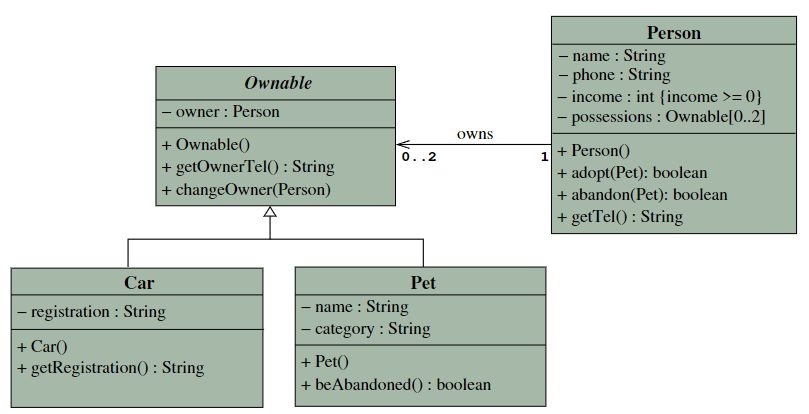 Ownable
– owner : Person
+ Ownable()
+ getOwnerTel() : String
+ changeOwner(Person)
owns
0..2
1
Person
– name : String
– phone : String
– income : int {income >= 0}
– possessions : Ownable[0..2]
+ Person()
+ adopt(Pet): boolean
+ abandon(Pet): boolean
+ getTel() : String
Car
– registration : String
+ Car()
+ getRegistration() : String
Pet
– name : String
– category : String
+ Pet()
+ beAbandoned() : boolean